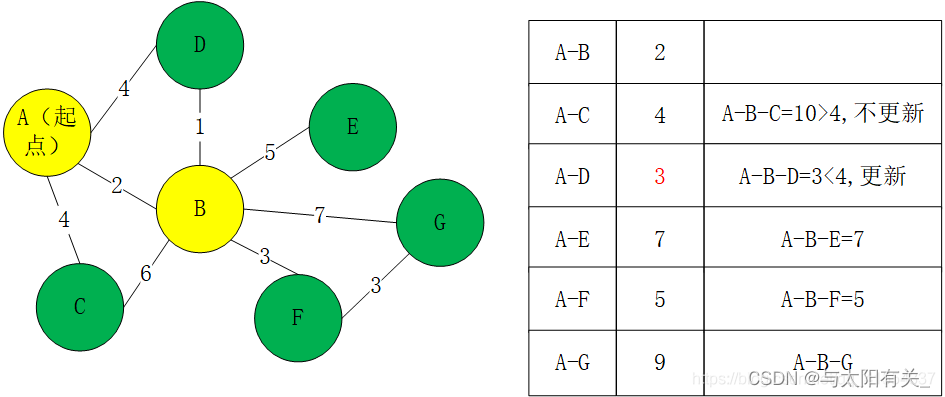 D
4
A（起
点）
1
E
5
2
B
7
G
4
3
6
3
C
F
A-B 2
A-C 4 A-B-C=10>4,不更新
A-D 3 A-B-D=3<4,更新
A-E 7 A-B-E=7
A-F 5 A-B-F=5
A-G 9 A-B-G
CSDN @与太阳有关_